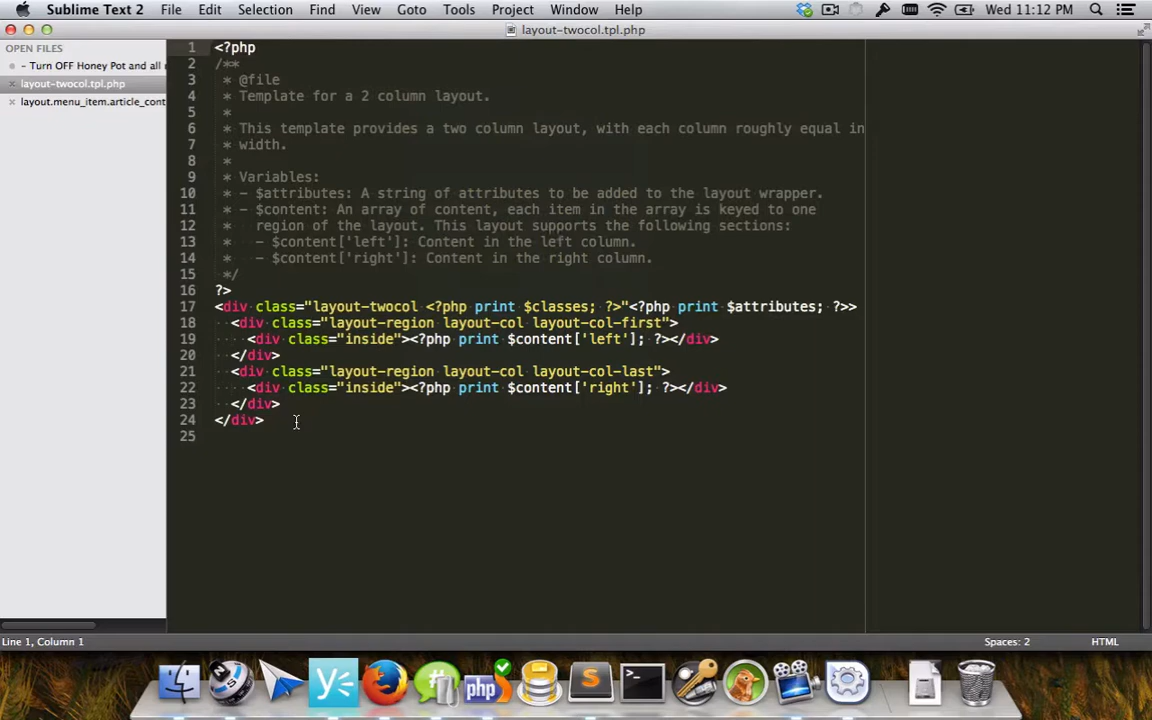 Sublime Text 2 File Edit Selection Find View Goto Tools Project Window Help Wed 11:12 PM
layout-twocol.tpl.php
OPEN FILES
- Turn OFF Honey Pot and all
layout-twocol.tpl.php
layout.menu_item.article_cont
1 <?php
2 /**
3 * @file
4 * Template for a 2 column layout.
5 *
6 * This template provides a two column layout, with each column roughly equal in
7 * width.
8 *
9 * Variables:
10 * - $attributes: A string of attributes to be added to the layout wrapper.
11 * - $content: An array of content, each item in the array is keyed to one
12 *   region of the layout. This layout supports the following sections:
13 *   - $content['left']: Content in the left column.
14 *   - $content['right']: Content in the right column.
15 */
16 ?>
17 <div class="layout-twocol <?php print $classes; ?>"<?php print $attributes; ?>>
18   <div class="layout-region layout-col layout-col-first">
19     <div class="inside"><?php print $content['left']; ?></div>
20   </div>
21   <div class="layout-region layout-col layout-col-last">
22     <div class="inside"><?php print $content['right']; ?></div>
23   </div>
24 </div>
25
Line 1, Column 1 Spaces: 2 HTML
php